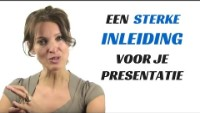 EEN STERKE
INLEIDING
VOOR JE
PRESENTATIE